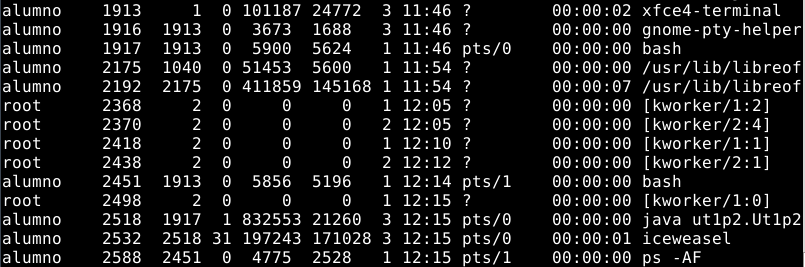 alumno 1913 1 0 101187 24772 3 11:46 ? 00:00:02 xfce4-terminal
alumno 1916 1913 0 3673 1688 3 11:46 ? 00:00:00 gnome-pty-helper
alumno 1917 1913 0 5900 5624 1 11:46 pts/0 00:00:00 bash
alumno 2175 1040 0 51453 5600 1 11:54 ? 00:00:00 /usr/lib/libreof
alumno 2192 2175 0 411859 145168 1 11:54 ? 00:00:07 /usr/lib/libreof
root 2368 2 0 0 0 1 12:05 ? 00:00:00 [kworker/1:2]
root 2370 2 0 0 0 2 12:05 ? 00:00:00 [kworker/2:4]
root 2418 2 0 0 0 1 12:10 ? 00:00:00 [kworker/1:1]
root 2438 2 0 0 0 2 12:12 ? 00:00:00 [kworker/2:1]
alumno 2451 1913 0 5856 5196 1 12:14 pts/1 00:00:00 bash
root 2498 2 0 0 0 1 12:15 ? 00:00:00 [kworker/1:0]
alumno 2518 1917 1 832553 21260 3 12:15 pts/0 00:00:00 java ut1p2.Ut1p2
alumno 2532 2518 31 197243 171028 3 12:15 pts/0 00:00:01 iceweasel
alumno 2588 2451 0 4775 2528 1 12:15 pts/1 00:00:00 ps -AF